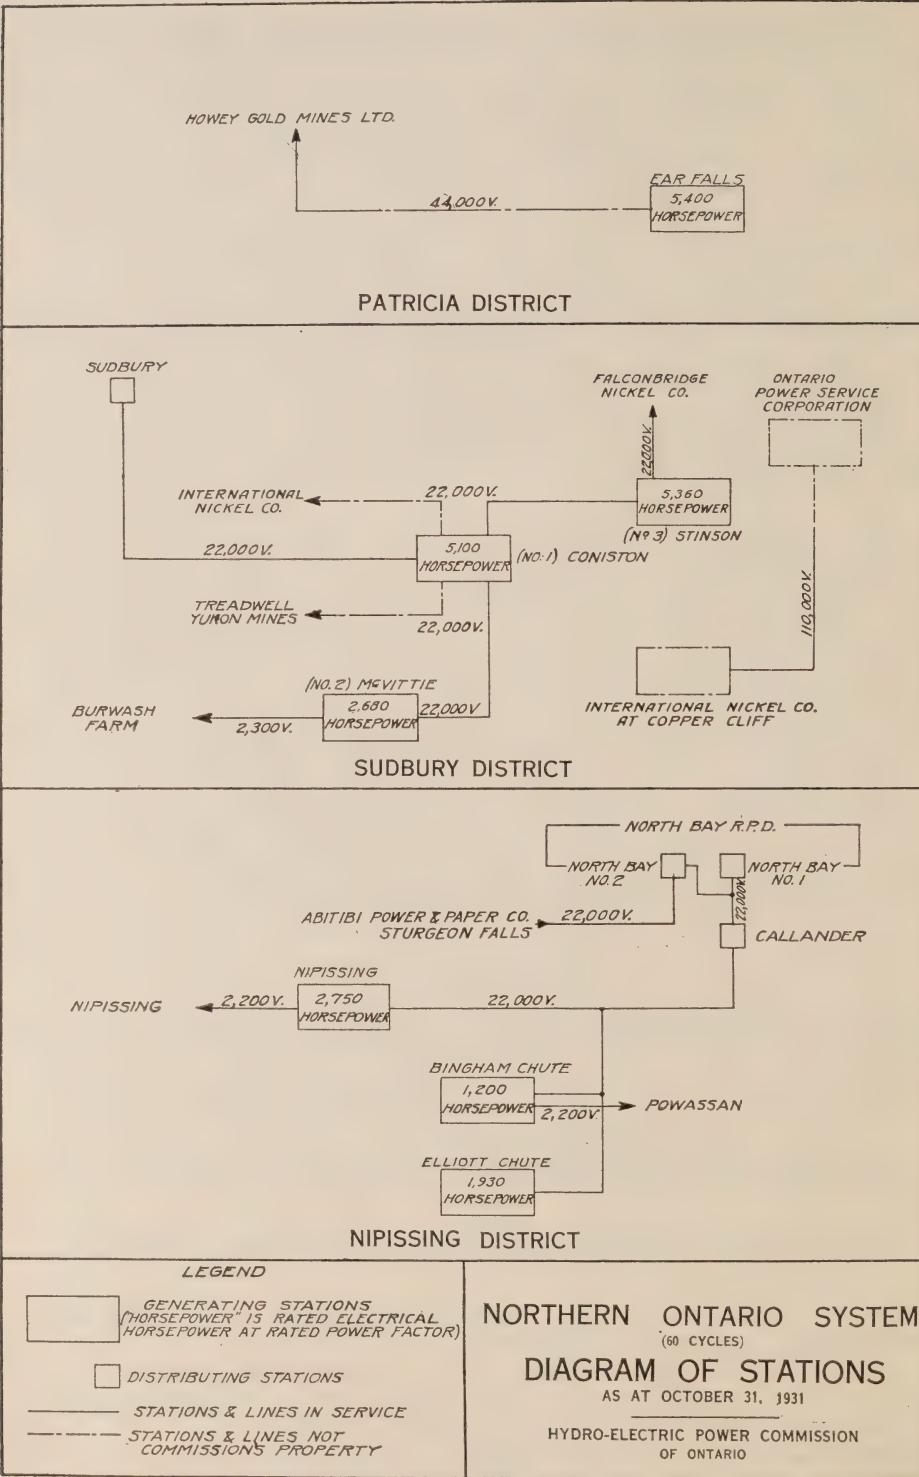 HOWEY GOLD MINES LTD.
EAR FALLS
5,400
HORSEPOWER
44,000V.
PATRICIA DISTRICT
SUDBURY
FALCONBRIDGE
NICKEL CO.
ONTARIO
POWER SERVICE
CORPORATION
22,000V.
INTERNATIONAL
NICKEL CO.
22,000V.
5,360
HORSEPOWER
(Nº 3) STINSON
22,000V.
5,100
HORSEPOWER
(NO. 1) CONISTON
110,000V.
TREADWELL
YUKON MINES
22,000V.
(NO. 2) McVITTIE
2,680
HORSEPOWER
22,000V
BURWASH
FARM
2,300V.
INTERNATIONAL NICKEL CO.
AT COPPER CLIFF
SUDBURY DISTRICT
NORTH BAY R.P.D.
NORTH BAY
NO. 2
NORTH BAY
NO. 1
22,000V.
ABITIBI POWER & PAPER CO.
STURGEON FALLS
22,000V.
CALLANDER
NIPISSING
NIPISSING
2,200V.
2,750
HORSEPOWER
22,000V.
BINGHAM CHUTE
1,200
HORSEPOWER
2,200V.
POWASSAN
ELLIOTT CHUTE
1,930
HORSEPOWER
NIPISSING DISTRICT
LEGEND
GENERATING STATIONS
("HORSEPOWER" IS RATED ELECTRICAL
HORSEPOWER AT RATED POWER FACTOR)
DISTRIBUTING STATIONS
STATIONS & LINES IN SERVICE
STATIONS & LINES NOT
COMMISSIONS PROPERTY
NORTHERN ONTARIO SYSTEM
(60 CYCLES)
DIAGRAM OF STATIONS
AS AT OCTOBER 31, 1931
HYDRO-ELECTRIC POWER COMMISSION
OF ONTARIO